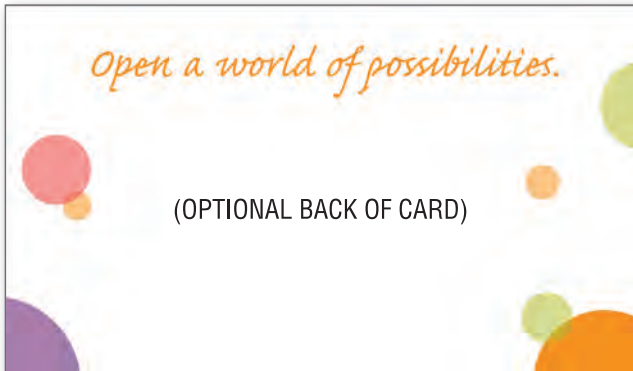 Open a world of possibilities.
(OPTIONAL BACK OF CARD)